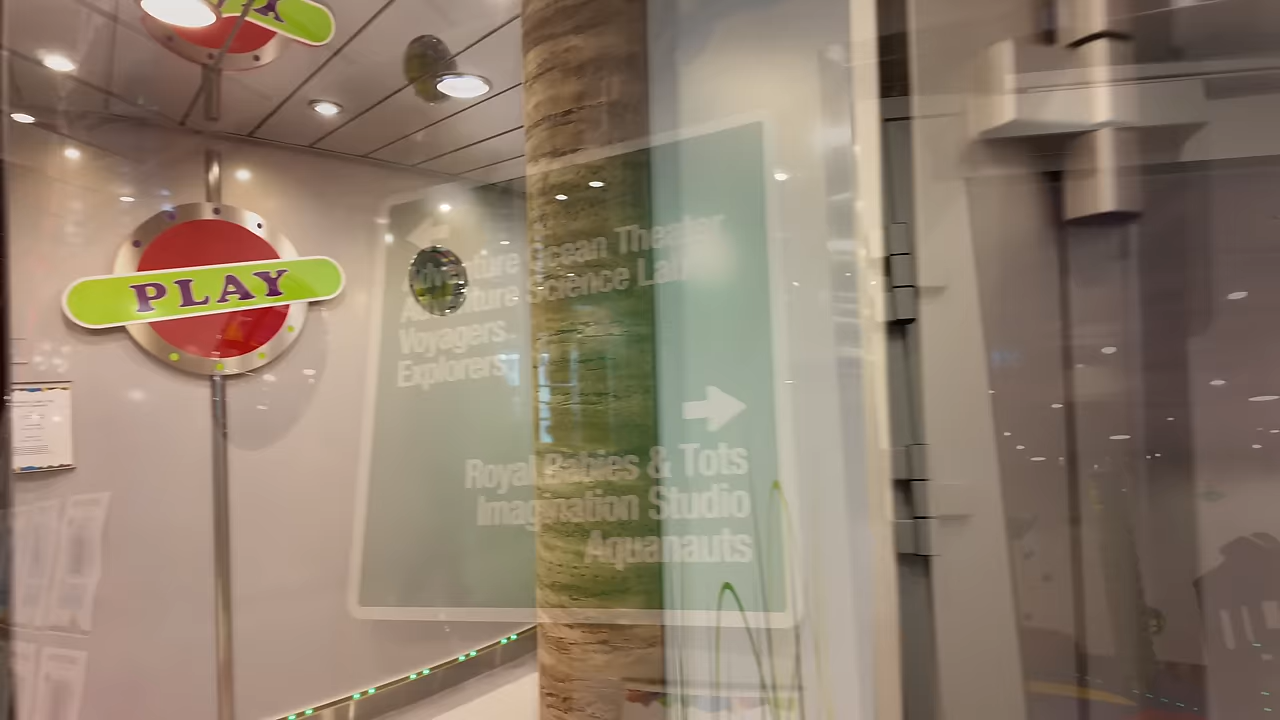 PLAY
Adventure Ocean Theater
Adventure Science Lab
Voyagers
Explorers
Royal Babies & Tots
Imagination Studio
Aquanauts